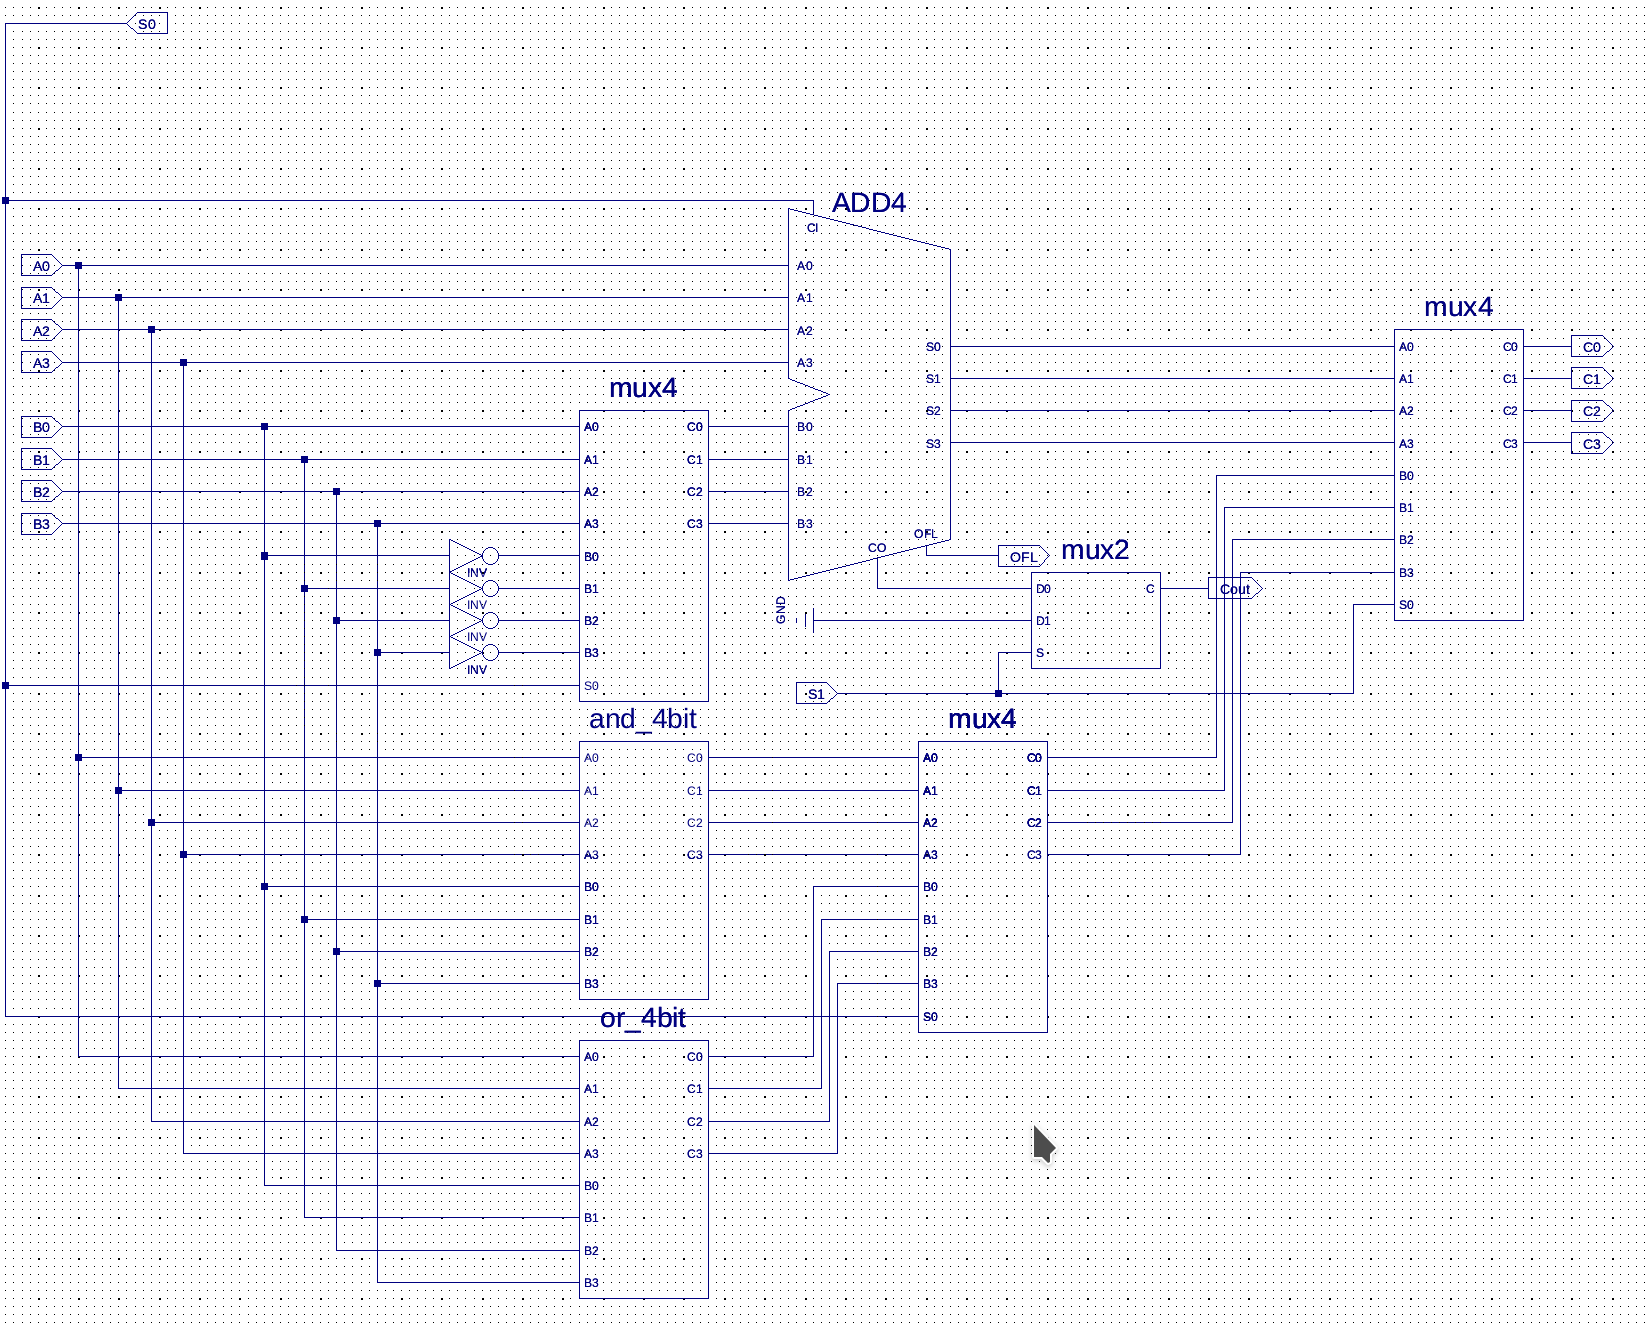 S0
ADD4
CI
A0 A0
A1 A1
mux4
A2 A2
S0 A0 C0 C0
A3 A3
S1 A1 C1 C1
mux4
S2 A2 C2 C2
B0 A0 C0 B0
S3 A3 C3 C3
B1 A1 C1 B1
B0
B2 A2 C2 B2
B1
B3 A3 C3 B3
OFL
B2
CO
OFL mux2
B0
INV
B3
B1 D0 C Cout
INV
S0
GND
B2 D1
INV
B3 S
INV
S0
S1
and_4bit mux4
A0 C0 A0 C0
A1 C1 A1 C1
A2 C2 A2 C2
A3 C3 A3 C3
B0 B0
B1 B1
B2 B2
B3 B3
or_4bit S0
A0 C0
A1 C1
A2 C2
A3 C3
B0
B1
B2
B3